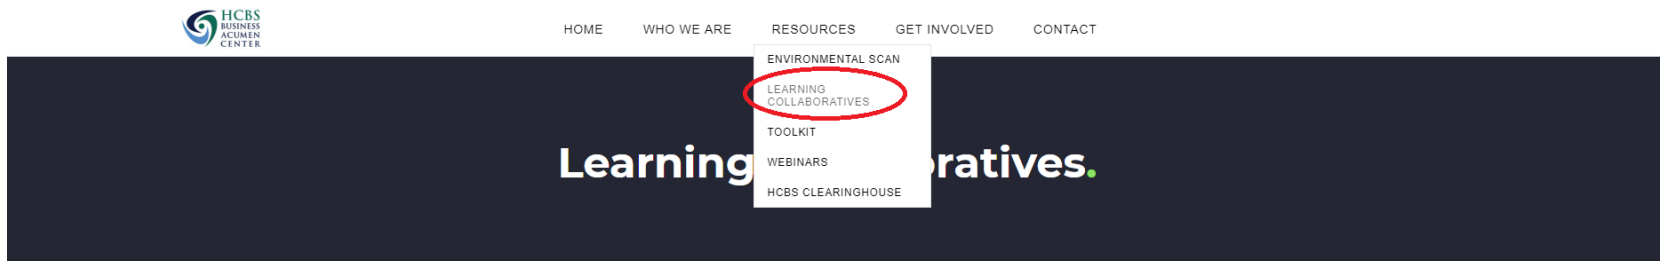 HCBS
BUSINESS
ACUMEN
CENTER
HOME WHO WE ARE RESOURCES GET INVOLVED CONTACT
ENVIRONMENTAL SCAN
LEARNING
COLLABORATIVES
TOOLKIT
WEBINARS
HCBS CLEARINGHOUSE
Learning oratives.